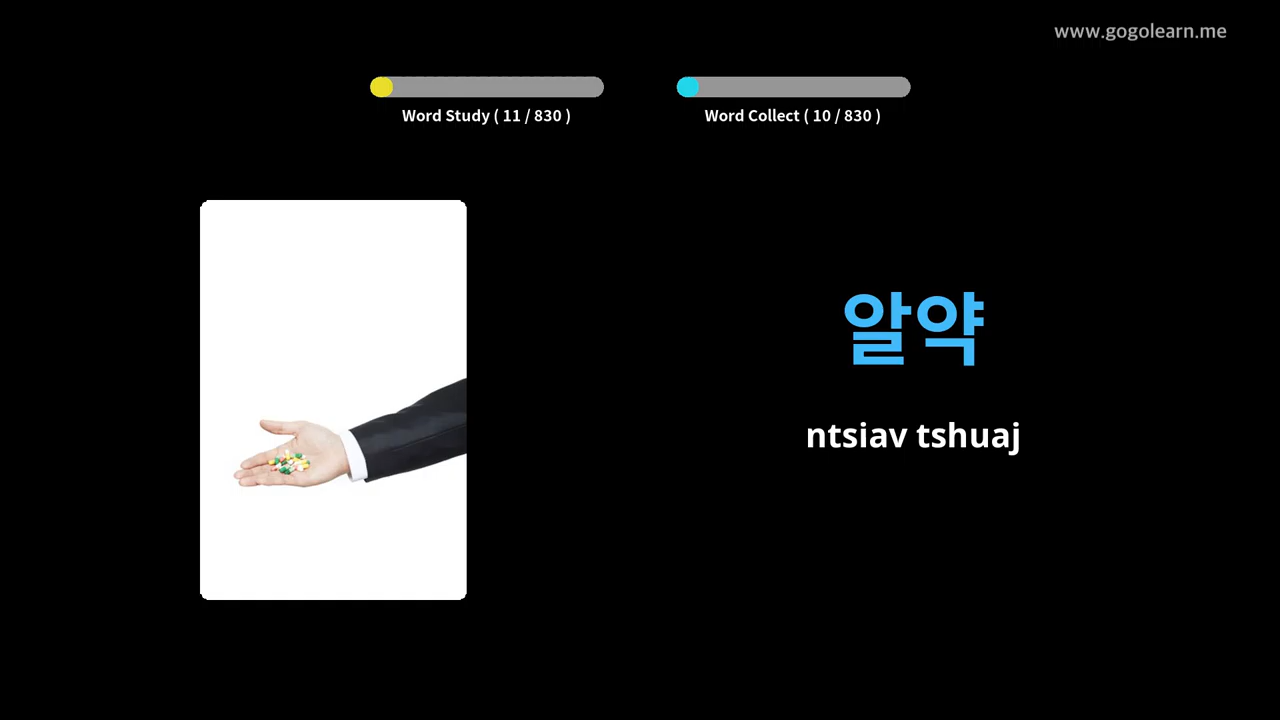 www.gogolearn.me
Word Study ( 11 / 830 )
Word Collect ( 10 / 830 )
알약
ntsiav tshuaj